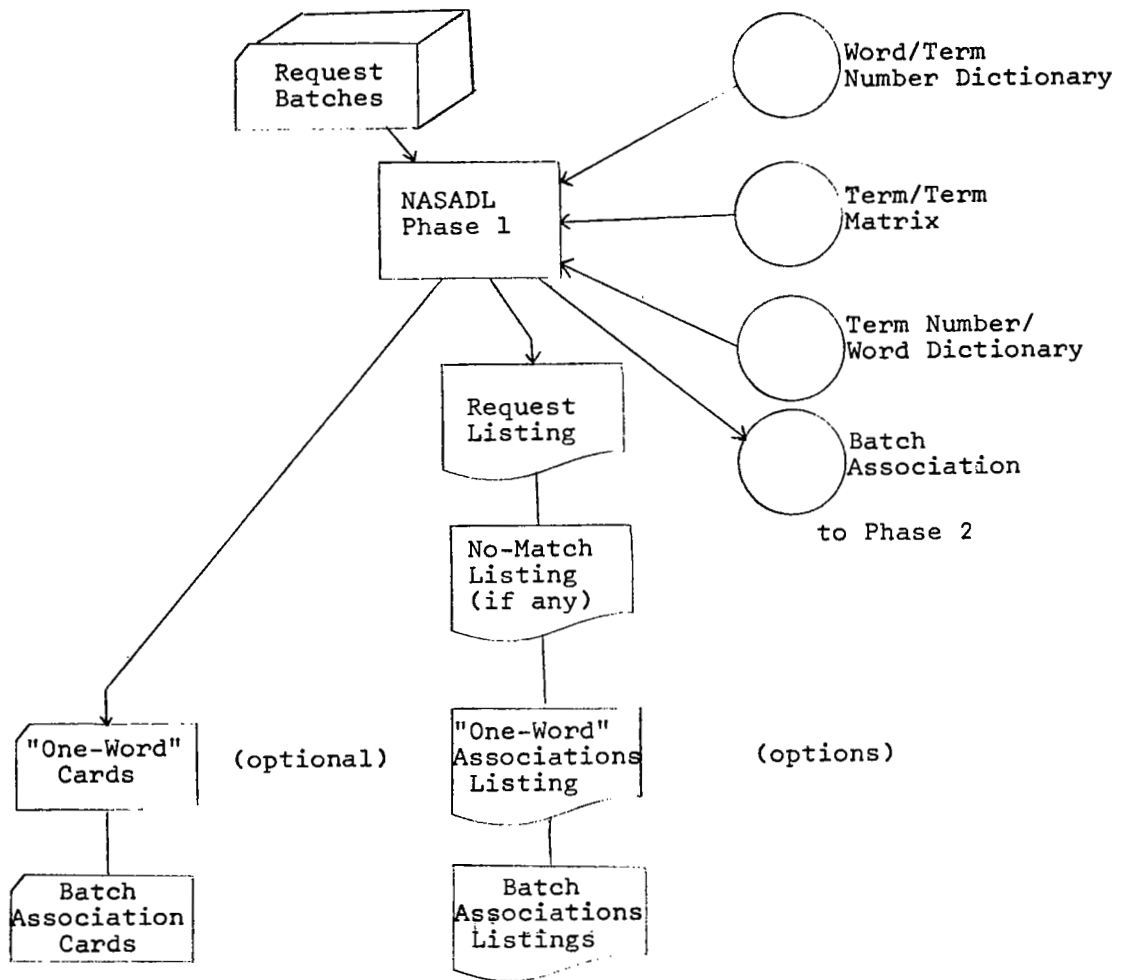 Request
Batches
Word/Term
Number Dictionary
NASADL
Phase 1
Term/Term
Matrix
Term Number/
Word Dictionary
Request
Listing
Batch
Association
to Phase 2
No-Match
Listing
(if any)
"One-Word"
Cards
(optional)
"One-Word"
Associations
Listing
(options)
Batch
Association
Cards
Batch
Associations
Listings